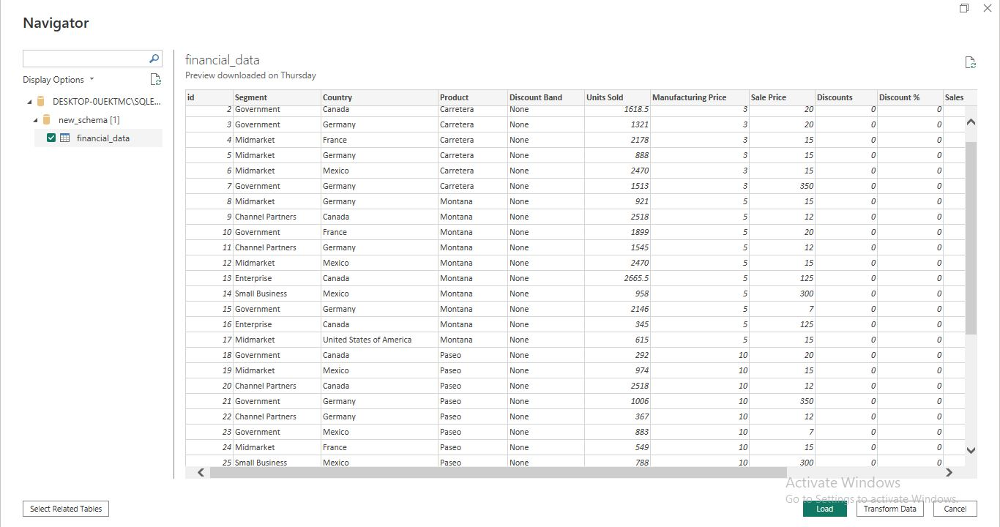 Navigator
Display Options
DESKTOP-0UEKTMC\SQLE...
new_schema [1]
financial_data
financial_data
Preview downloaded on Thursday
id Segment Country Product Discount Band Units Sold Manufacturing Price Sale Price Discounts Discount % Sales
2 Government Canada Carretera None 1618.5 3 20 0 0
3 Government Germany Carretera None 1321 3 20 0 0
4 Midmarket France Carretera None 2178 3 15 0 0
5 Midmarket Germany Carretera None 888 3 15 0 0
6 Midmarket Mexico Carretera None 2470 3 15 0 0
7 Government Germany Carretera None 1513 3 350 0 0
8 Midmarket Germany Montana None 921 5 15 0 0
9 Channel Partners Canada Montana None 2518 5 12 0 0
10 Government France Montana None 1899 5 20 0 0
11 Channel Partners Germany Montana None 1545 5 12 0 0
12 Midmarket Mexico Montana None 2470 5 15 0 0
13 Enterprise Canada Montana None 2665.5 5 125 0 0
14 Small Business Mexico Montana None 958 5 300 0 0
15 Government Germany Montana None 2146 5 7 0 0
16 Enterprise Canada Montana None 345 5 125 0 0
17 Midmarket United States of America Montana None 615 5 15 0 0
18 Government Canada Paseo None 292 10 20 0 0
19 Midmarket Mexico Paseo None 974 10 15 0 0
20 Channel Partners Canada Paseo None 2518 10 12 0 0
21 Government Germany Paseo None 1006 10 350 0 0
22 Channel Partners Germany Paseo None 367 10 12 0 0
23 Government Mexico Paseo None 883 10 7 0 0
24 Midmarket France Paseo None 549 10 15 0 0
25 Small Business Mexico Paseo None 788 10 300 0 0
Activate Windows
Go to Settings to activate Windows.
Select Related Tables
Load
Transform Data
Cancel